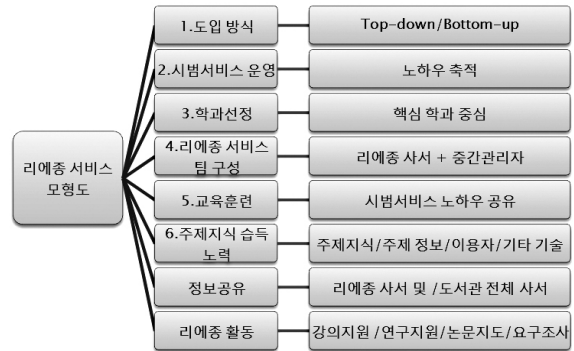 리에종 서비스
모형도
1.도입 방식
Top-down/Bottom-up
2.시범서비스 운영
노하우 축적
3.학과선정
핵심 학과 중심
4.리에종 서비스
팀 구성
리에종 사서 + 중간관리자
5.교육훈련
시범서비스 노하우 공유
6.주제지식 습득
노력
주제지식/주제 정보/이용자/기타 기술
정보공유
리에종 사서 및 /도서관 전체 사서
리에종 활동
강의지원 /연구지원/논문지도/요구조사